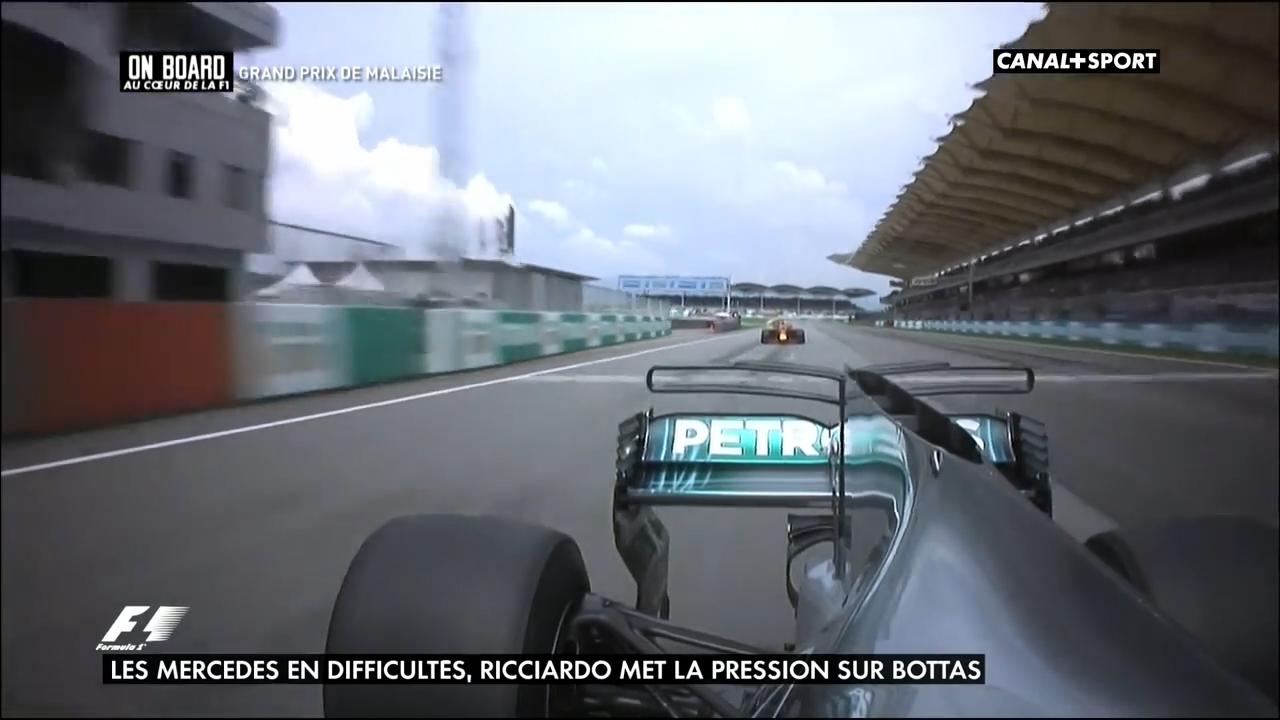 ON BOARD
AU CŒUR DE LA F1
GRAND PRIX DE MALAISIE
CANAL+SPORT
PETR
S
F1
Formula 1
LES MERCEDES EN DIFFICULTÉS, RICCIARDO MET LA PRESSION SUR BOTTAS